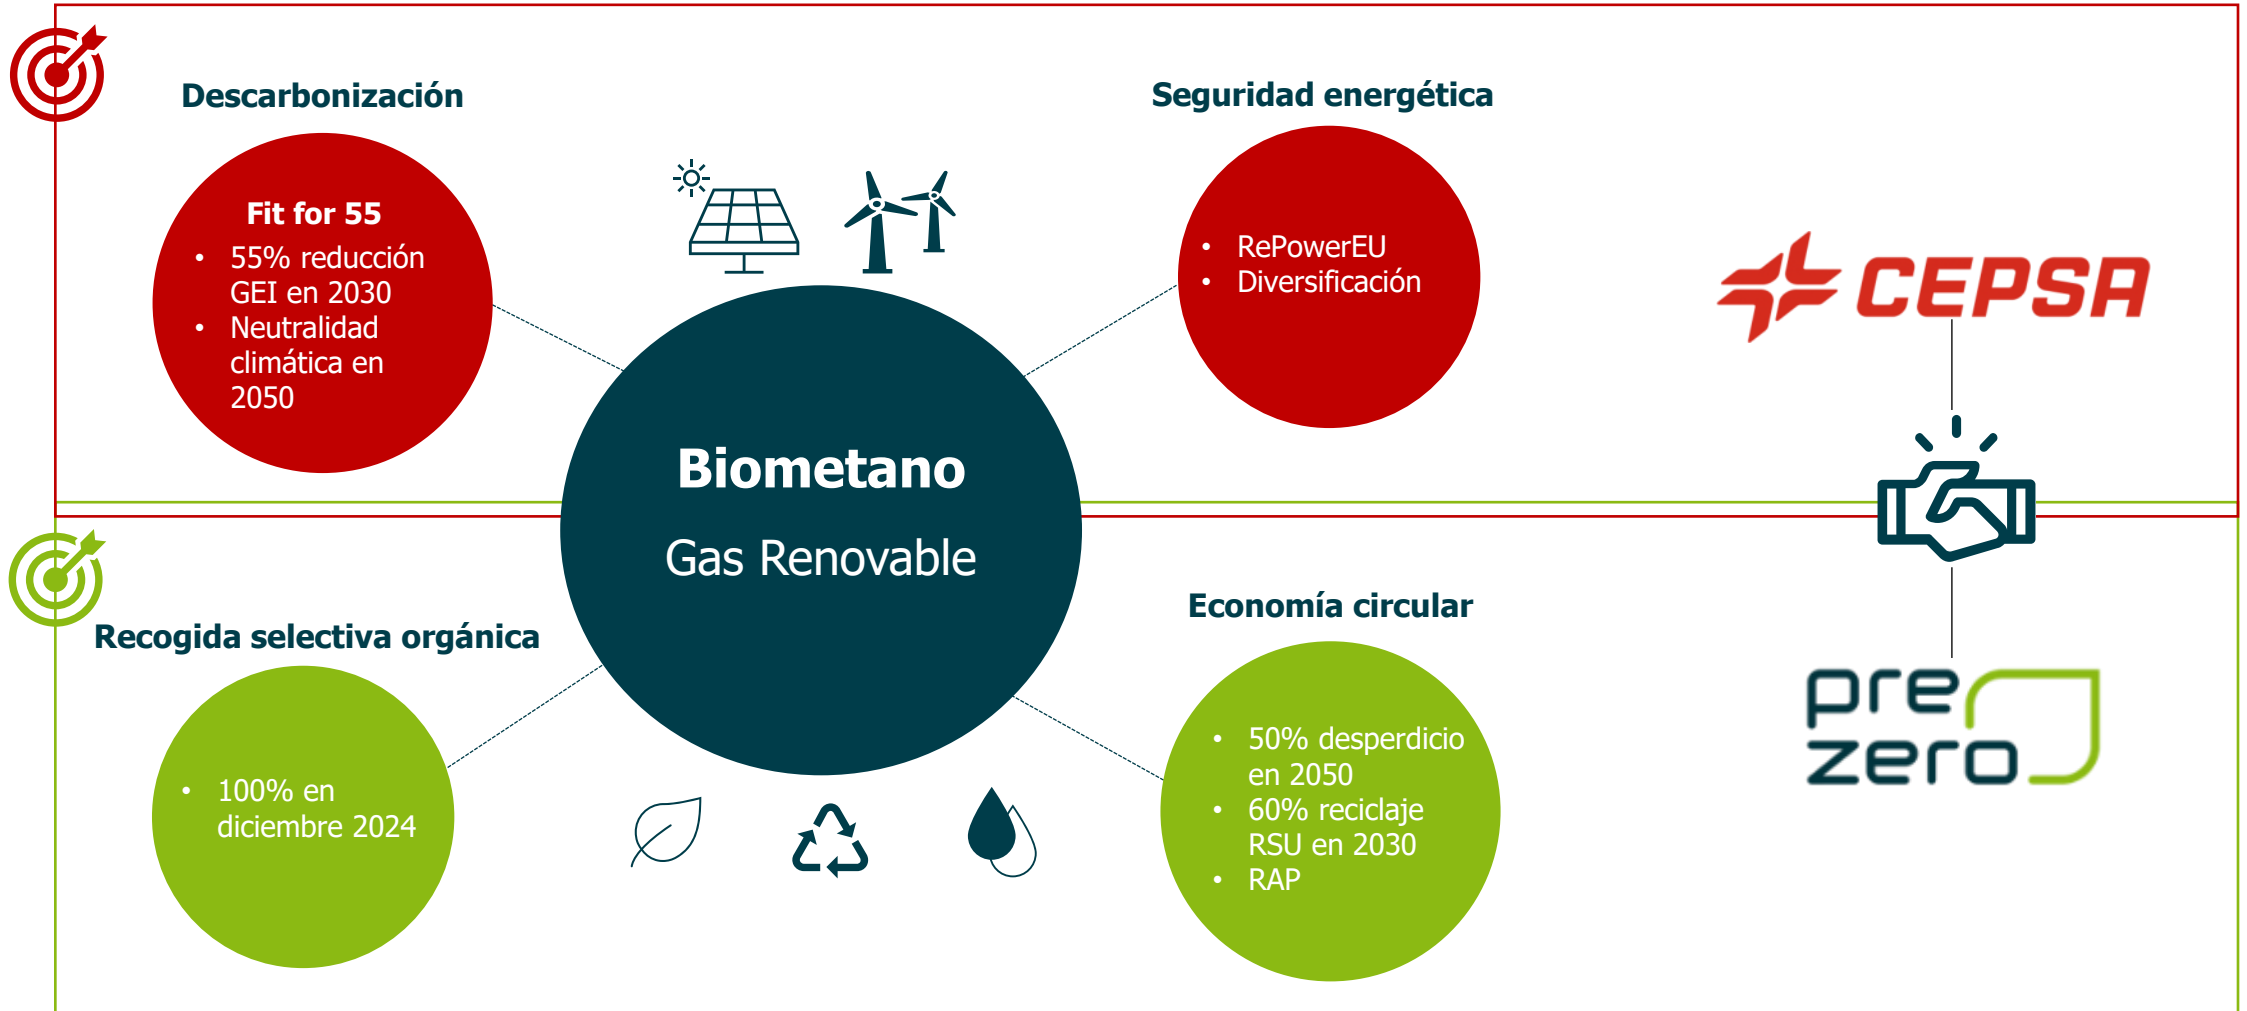 Descarbonización
Fit for 55
• 55% reducción
GEI en 2030
• Neutralidad
climática en
2050
Seguridad energética
• RePowerEU
• Diversificación
CEPSA
Biometano
Gas Renovable
Recogida selectiva orgánica
• 100% en
diciembre 2024
Economía circular
• 50% desperdicio
en 2050
• 60% reciclaje
RSU en 2030
• RAP
pre
zero